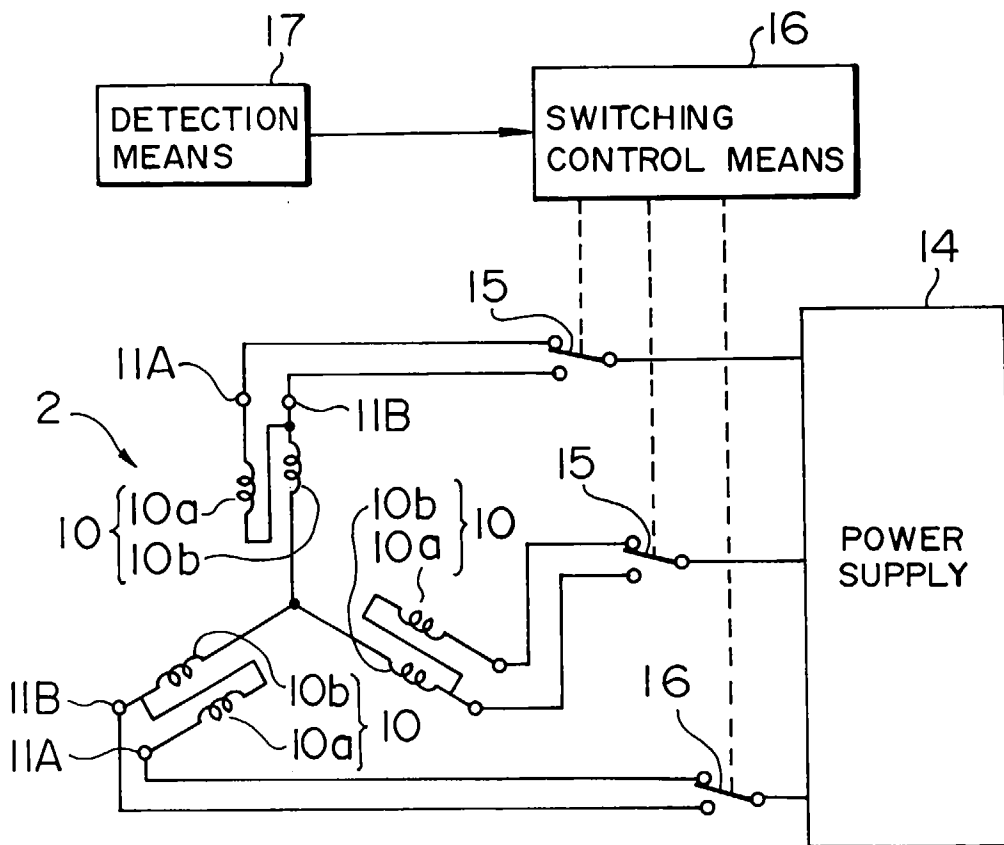 17
16
DETECTION
MEANS
SWITCHING
CONTROL MEANS
14
15
11A
11B
2
10 { 10a
10b
15
10b } 10
10a
POWER
SUPPLY
11B
10b } 10
10a
11A
16